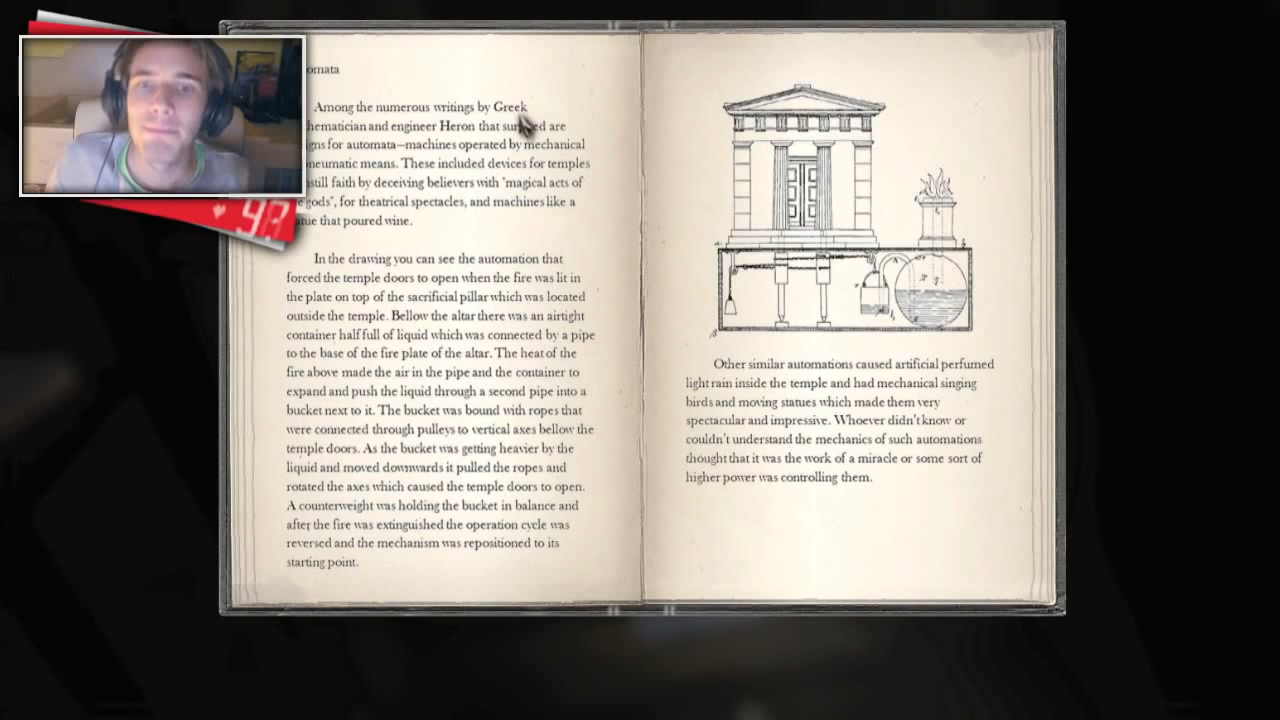 omata
Among the numerous writings by Greek
hematician and engineer Heron that are
gns for automata—machines operated by mechanical
neumatic means. These included devices for temples
still faith by deceiving believers with "magical acts of
e gods", for theatrical spectacles, and machines like a
tue that poured wine.
In the drawing you can see the automation that
forced the temple doors to open when the fire was lit in
the plate on top of the sacrificial pillar which was located
outside the temple. Bellow the altar there was an airtight
container half full of liquid which was connected by a pipe
to the base of the fire plate of the altar. The heat of the
fire above made the air in the pipe and the container to
expand and push the liquid through a second pipe into a
bucket next to it. The bucket was bound with ropes that
were connected through pulleys to vertical axes bellow the
temple doors. As the bucket was getting heavier by the
liquid and moved downwards it pulled the ropes and
rotated the axes which caused the temple doors to open.
A counterweight was holding the bucket in balance and
after the fire was extinguished the operation cycle was
reversed and the mechanism was repositioned to its
starting point.
Other similar automations caused artificial perfumed
light rain inside the temple and had mechanical singing
birds and moving statues which made them very
spectacular and impressive. Whoever didn't know or
couldn't understand the mechanics of such automations
thought that it was the work of a miracle or some sort of
higher power was controlling them.